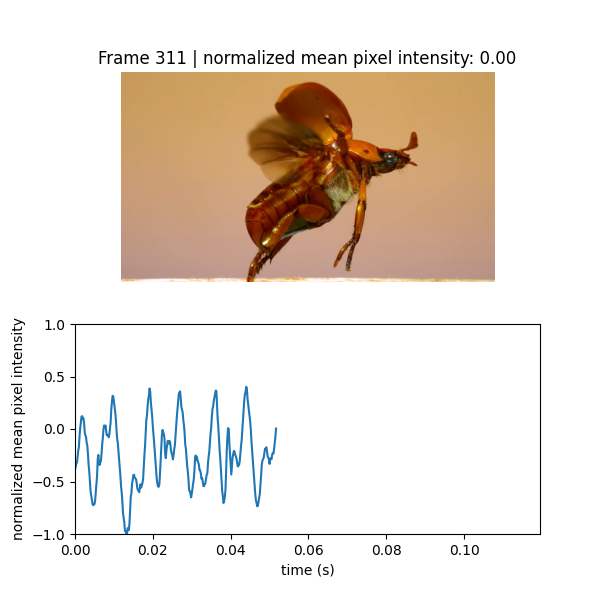 Frame 311 | normalized mean pixel intensity: 0.00
normalized mean pixel intensity
1.0
0.5
0.0
−0.5
−1.0
0.00 0.02 0.04 0.06 0.08 0.10
time (s)